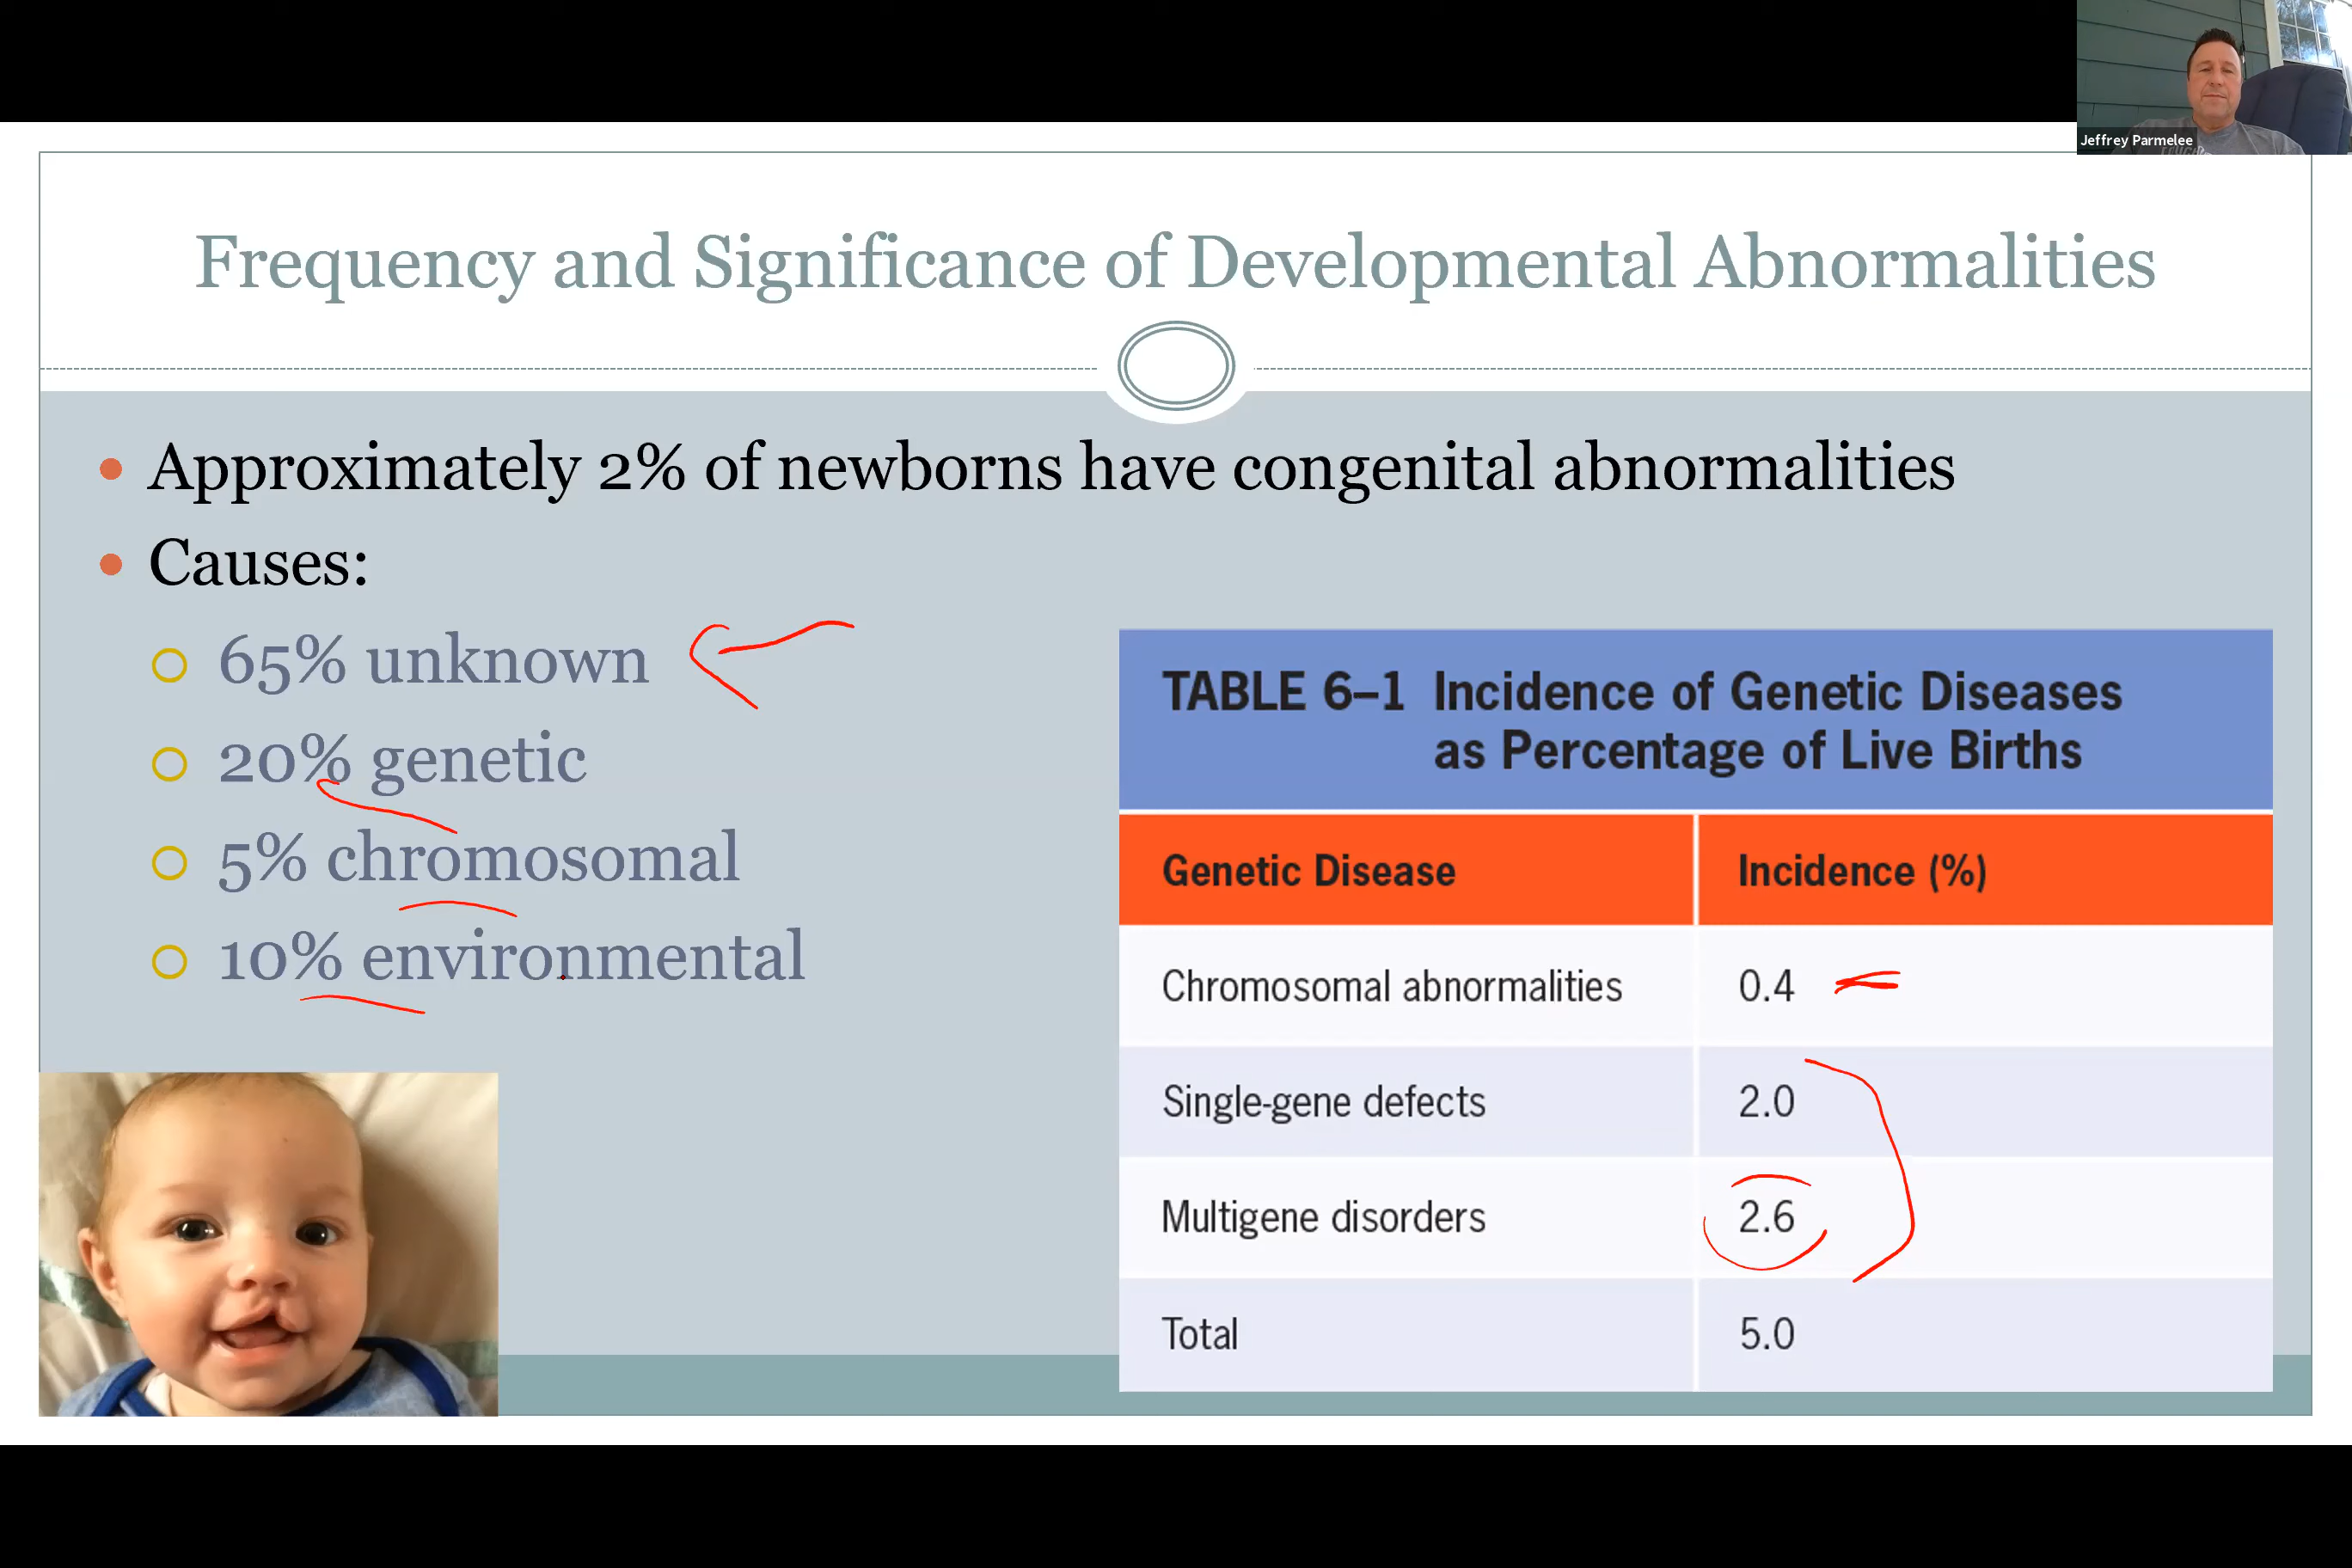 Jeffrey Parmelee
Frequency and Significance of Developmental Abnormalities
• Approximately 2% of newborns have congenital abnormalities
• Causes:
65% unknown
20% genetic
5% chromosomal
10% environmental
TABLE 6–1 Incidence of Genetic Diseases
as Percentage of Live Births
Genetic Disease Incidence (%)
Chromosomal abnormalities 0.4
Single-gene defects 2.0
Multigene disorders 2.6
Total 5.0